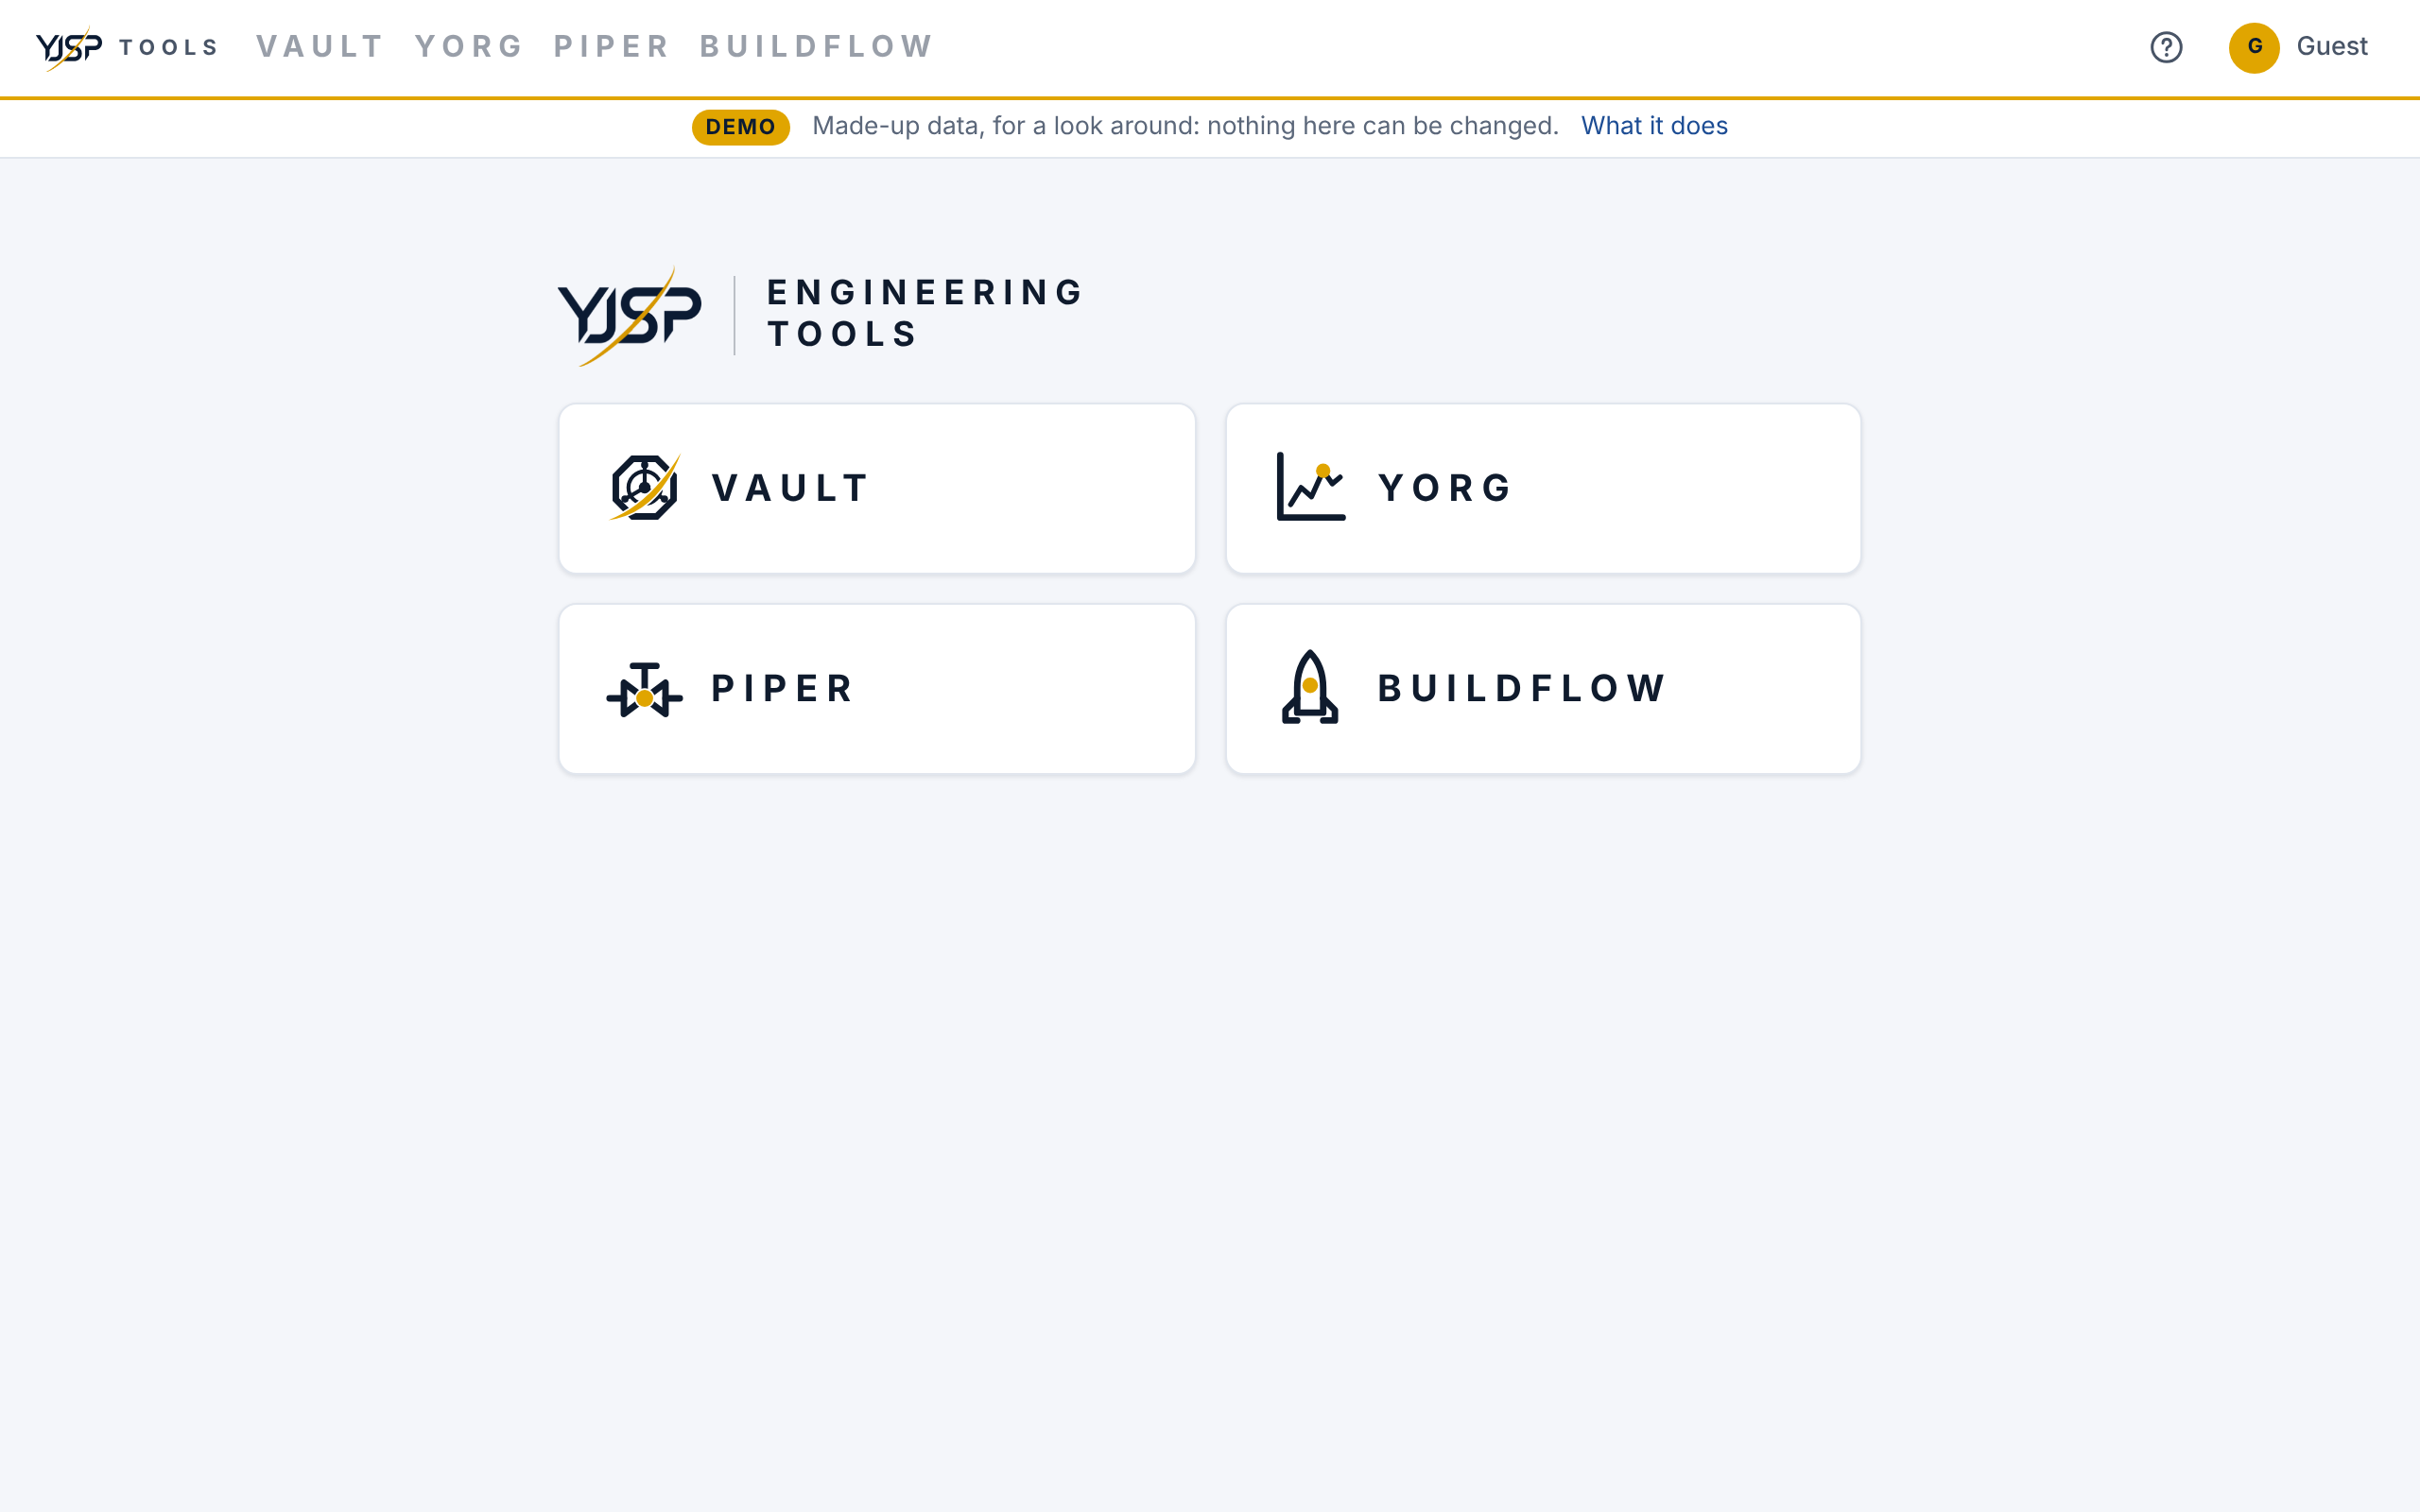 YJSP TOOLS VAULT YORG PIPER BUILDFLOW G Guest
DEMO Made-up data, for a look around: nothing here can be changed. What it does
YJSP
ENGINEERING
TOOLS
VAULT
YORG
PIPER
BUILDFLOW